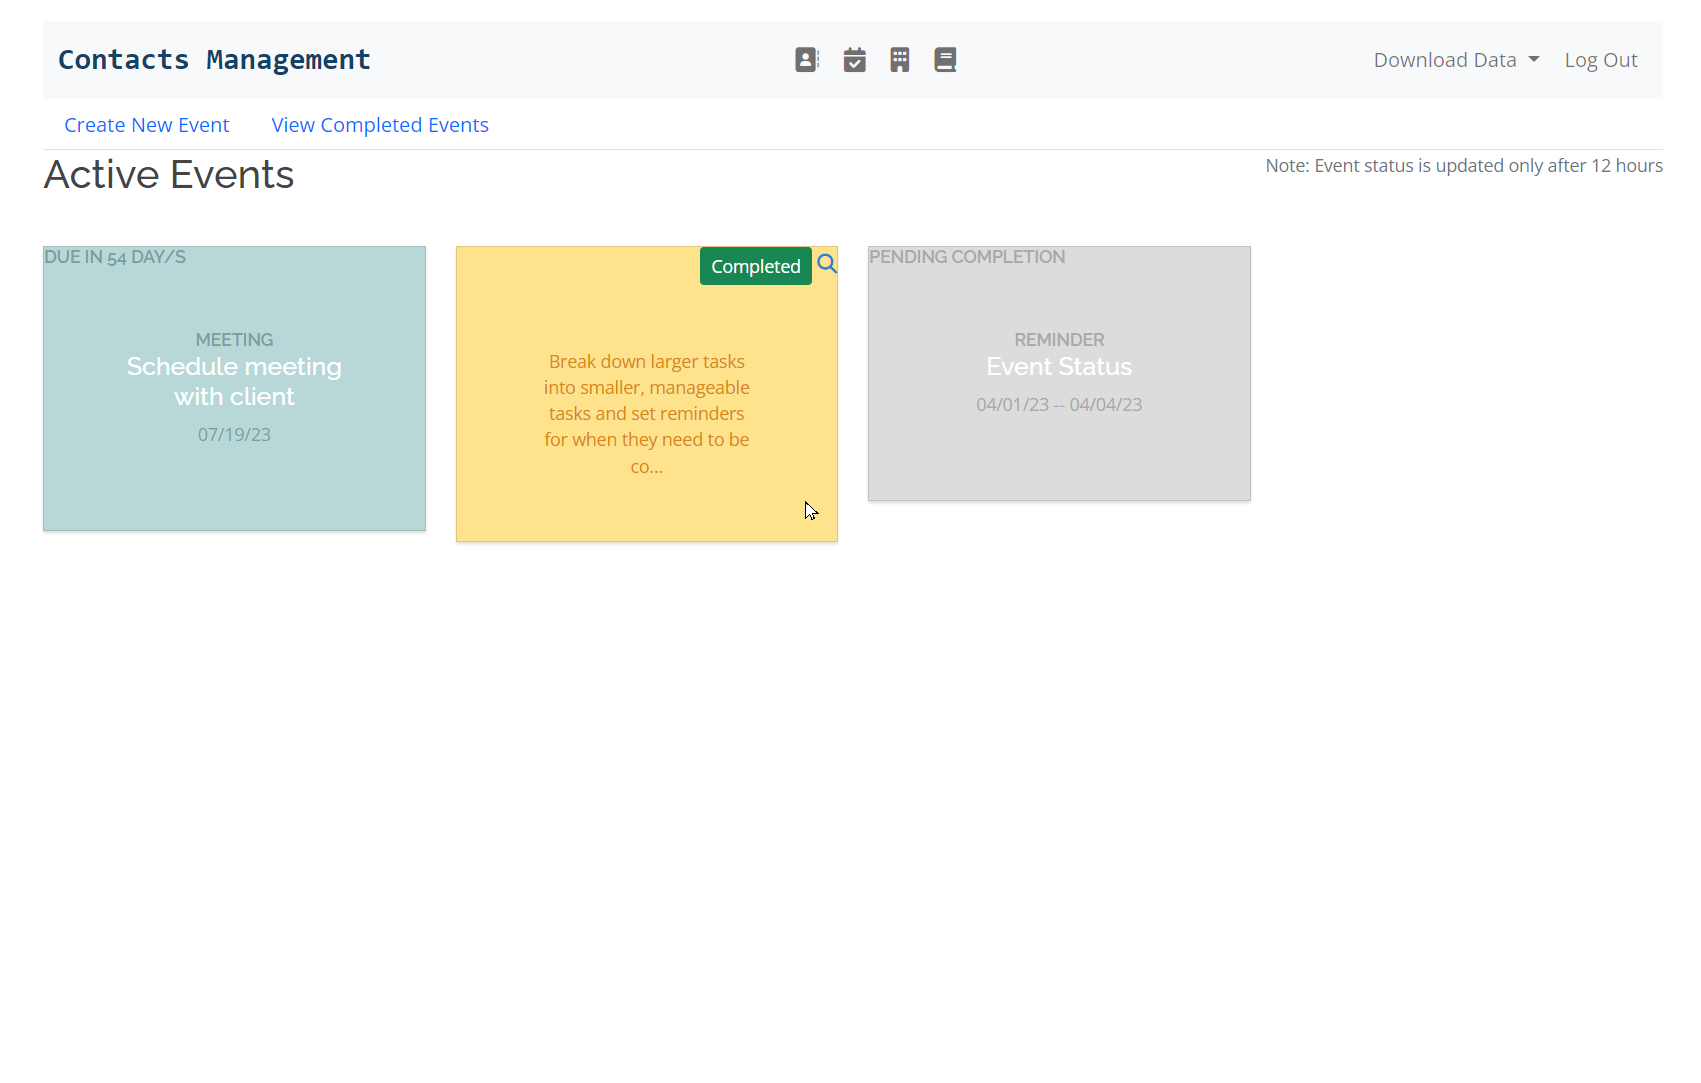 Contacts Management
Download Data
Log Out
Create New Event
View Completed Events
Active Events
Note: Event status is updated only after 12 hours
DUE IN 54 DAY/S
MEETING
Schedule meeting
with client
07/19/23
Completed
Break down larger tasks
into smaller, manageable
tasks and set reminders
for when they need to be
co...
PENDING COMPLETION
REMINDER
Event Status
04/01/23 -- 04/04/23